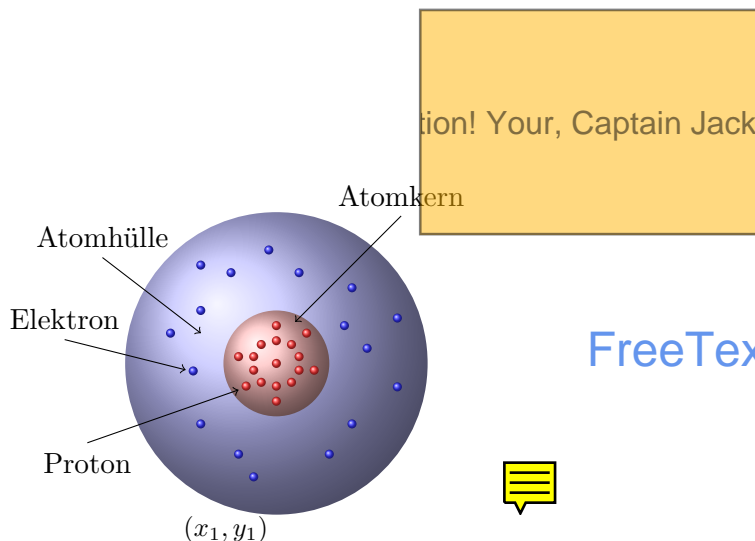 tion! Your, Captain Jack
Atomkern
Atomhülle
Elektron
FreeTex
Proton
(x₁, y₁)